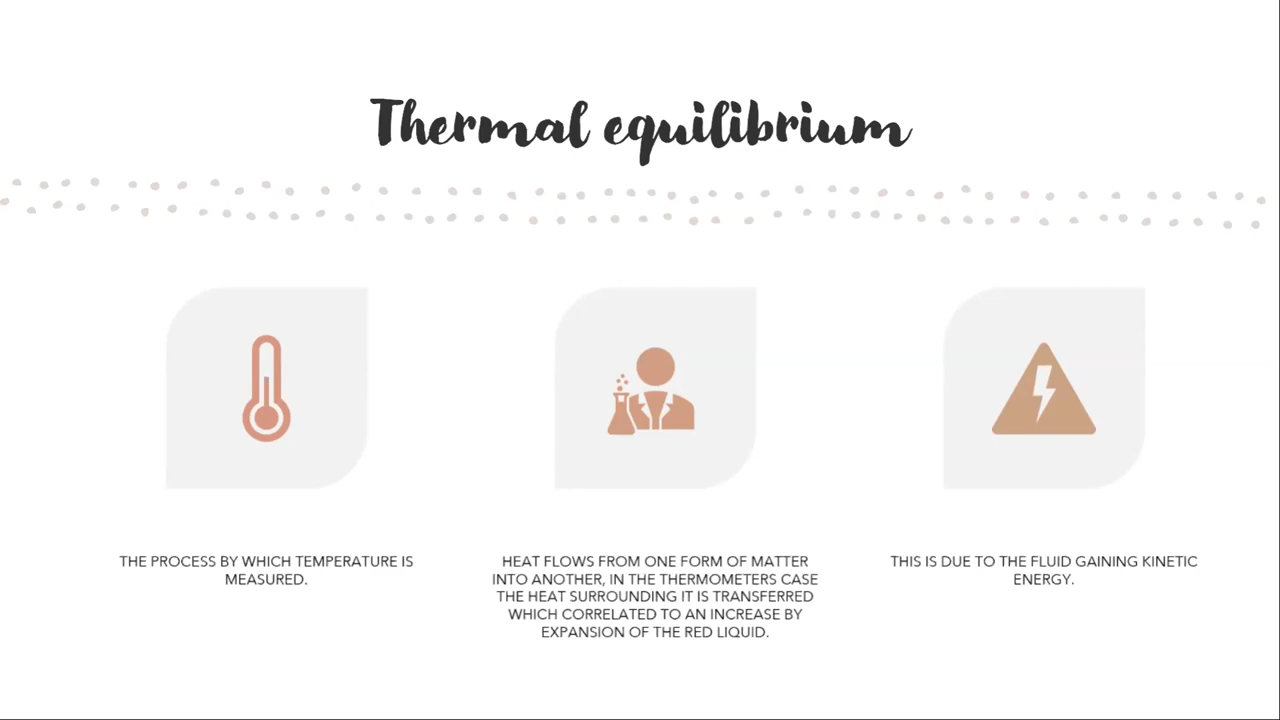 Thermal equilibrium
THE PROCESS BY WHICH TEMPERATURE IS
MEASURED.
HEAT FLOWS FROM ONE FORM OF MATTER
INTO ANOTHER, IN THE THERMOMETERS CASE
THE HEAT SURROUNDING IT IS TRANSFERRED
WHICH CORRELATED TO AN INCREASE BY
EXPANSION OF THE RED LIQUID.
THIS IS DUE TO THE FLUID GAINING KINETIC
ENERGY.